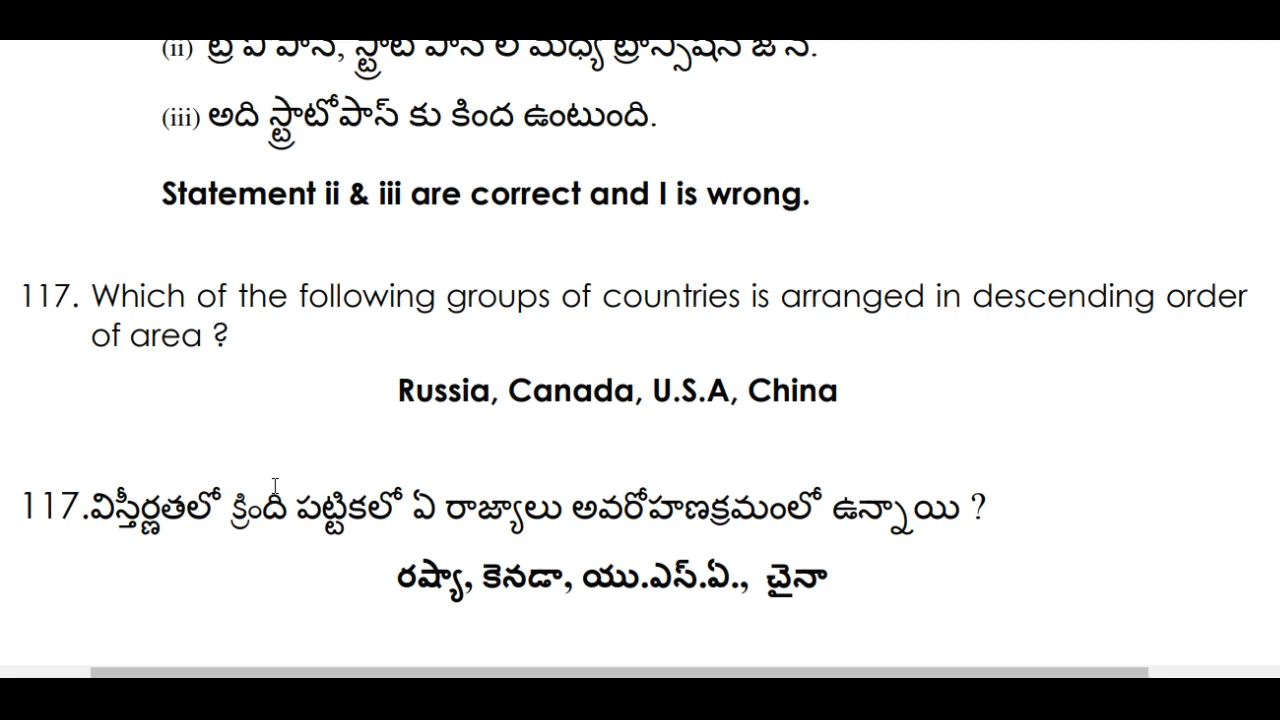 (ii)
(iii) అది స్ట్రాటోపాస్ కు కింద ఉంటుంది.
Statement ii & iii are correct and I is wrong.
117. Which of the following groups of countries is arranged in descending order
of area ?
Russia, Canada, U.S.A, China
117.విస్తీర్ణతలో క్రింది పట్టికలో ఏ రాజ్యాలు అవరోహణక్రమంలో ఉన్నాయి ?
రష్యా, కెనడా, యు.ఎస్.ఏ., చైనా